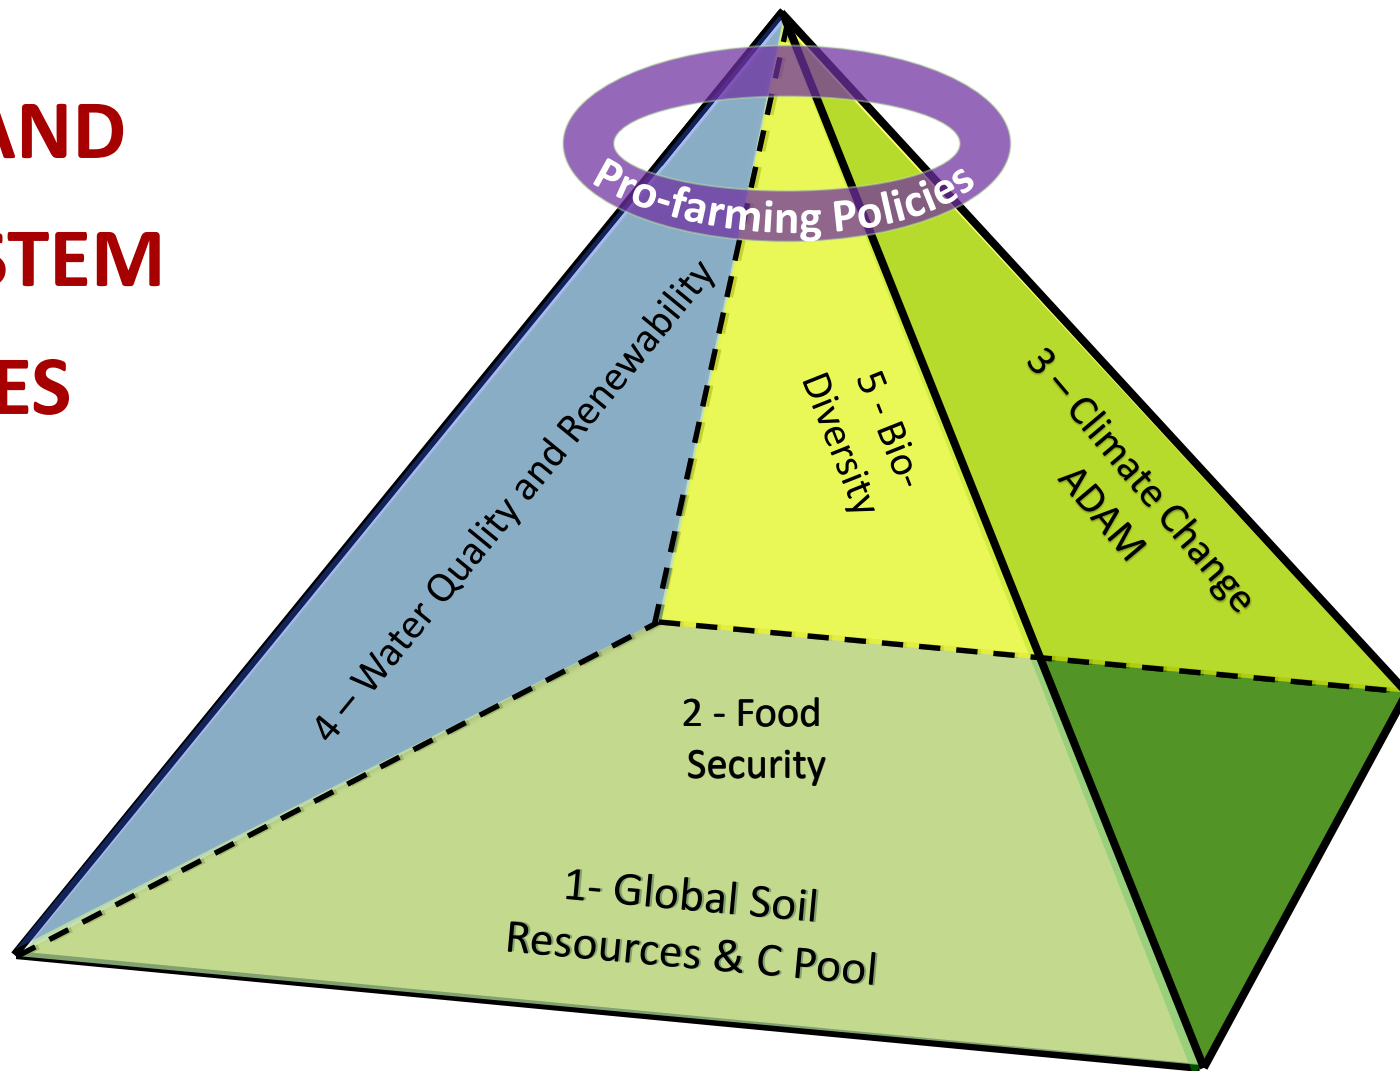 AND
STEM
ES
Pro-farming Policies
4 – Water Quality and Renewability
5 - Bio-
Diversity
3 – Climate Change
ADAM
2 - Food
Security
1- Global Soil
Resources & C Pool